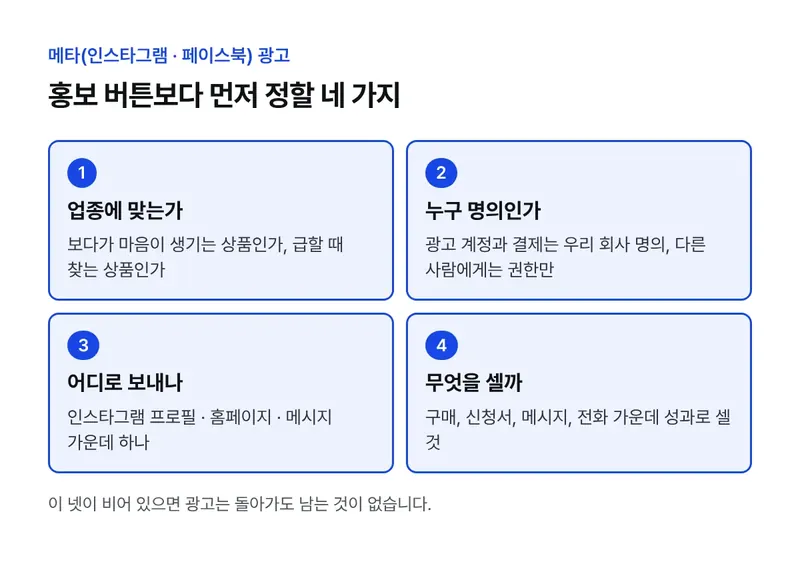 메타(인스타그램 · 페이스북) 광고
홍보 버튼보다 먼저 정할 네 가지
1
업종에 맞는가
보다가 마음이 생기는 상품인가, 급할 때
찾는 상품인가
2
누구 명의인가
광고 계정과 결제는 우리 회사 명의, 다른
사람에게는 권한만
3
어디로 보내나
인스타그램 프로필 · 홈페이지 · 메시지
가운데 하나
4
무엇을 셀까
구매, 신청서, 메시지, 전화 가운데 성과로 셀
것
이 넷이 비어 있으면 광고는 돌아가도 남는 것이 없습니다.